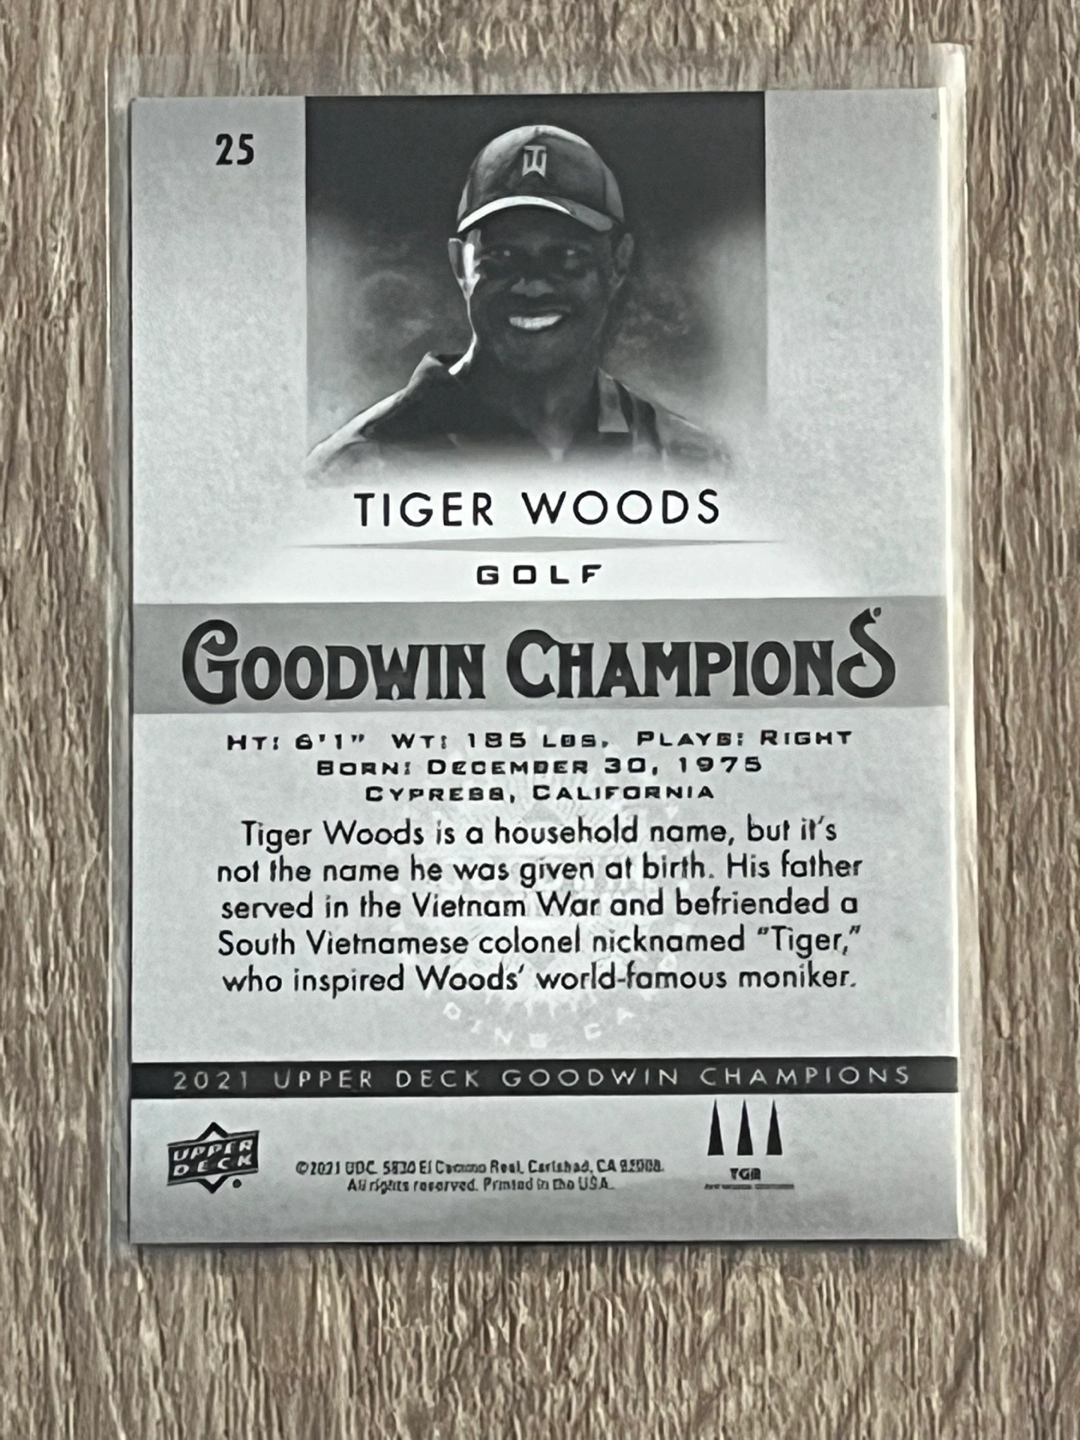 25
TW
TIGER WOODS
GOLF
GOODWIN CHAMPIONS
HT: 6'1" WT: 185 LBS. PLAYS: RIGHT
BORN: DECEMBER 30, 1975
CYPRESS, CALIFORNIA
Tiger Woods is a household name, but it's
not the name he was given at birth. His father
served in the Vietnam War and befriended a
South Vietnamese colonel nicknamed "Tiger,"
who inspired Woods' world-famous moniker.
2021 UPPER DECK GOODWIN CHAMPIONS
UPPER
DECK
©2021 UDC. 5830 El Camino Real, Carlsbad, CA 92008.
All rights reserved. Printed in the USA.
TGR